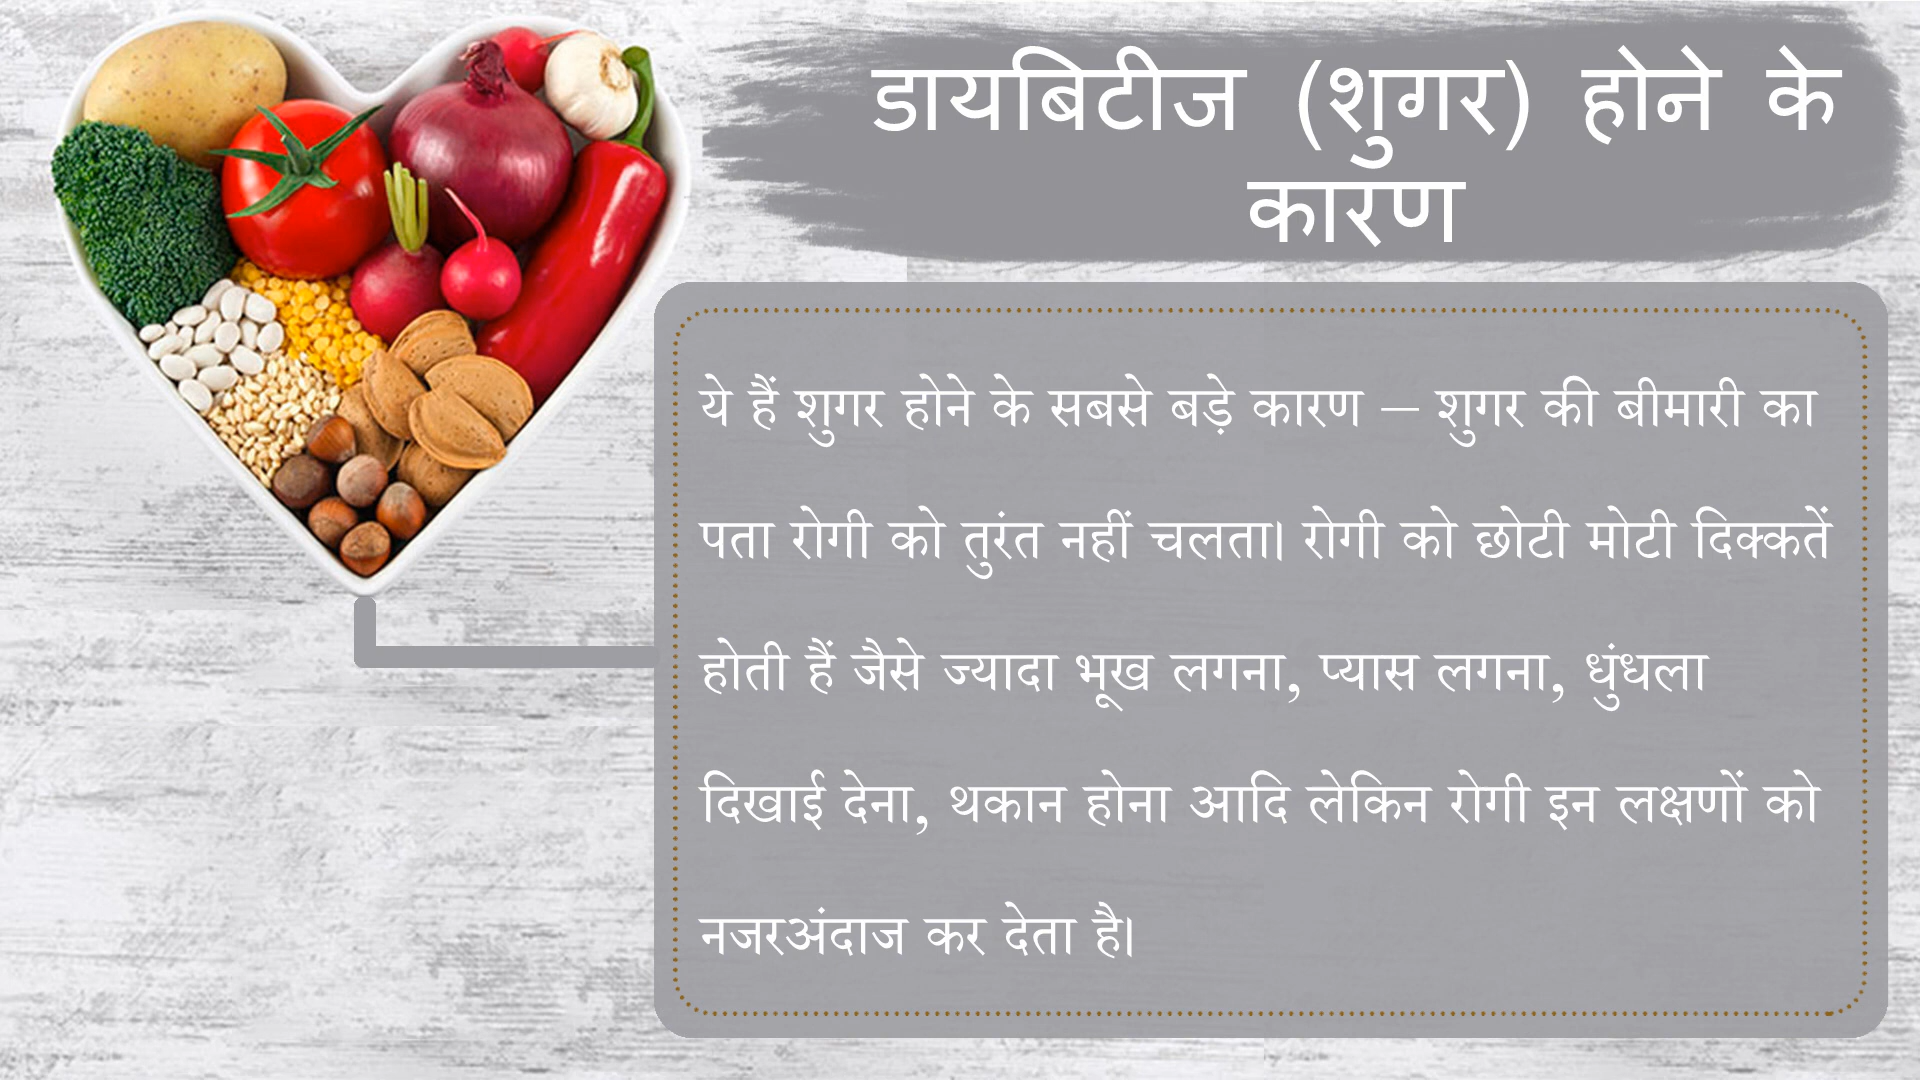 डायबिटीज (शुगर) होने के
कारण
ये हैं शुगर होने के सबसे बड़े कारण – शुगर की बीमारी का
पता रोगी को तुरंत नहीं चलता। रोगी को छोटी मोटी दिक्कतें
होती हैं जैसे ज्यादा भूख लगना, प्यास लगना, धुंधला
दिखाई देना, थकान होना आदि लेकिन रोगी इन लक्षणों को
नजरअंदाज कर देता है।